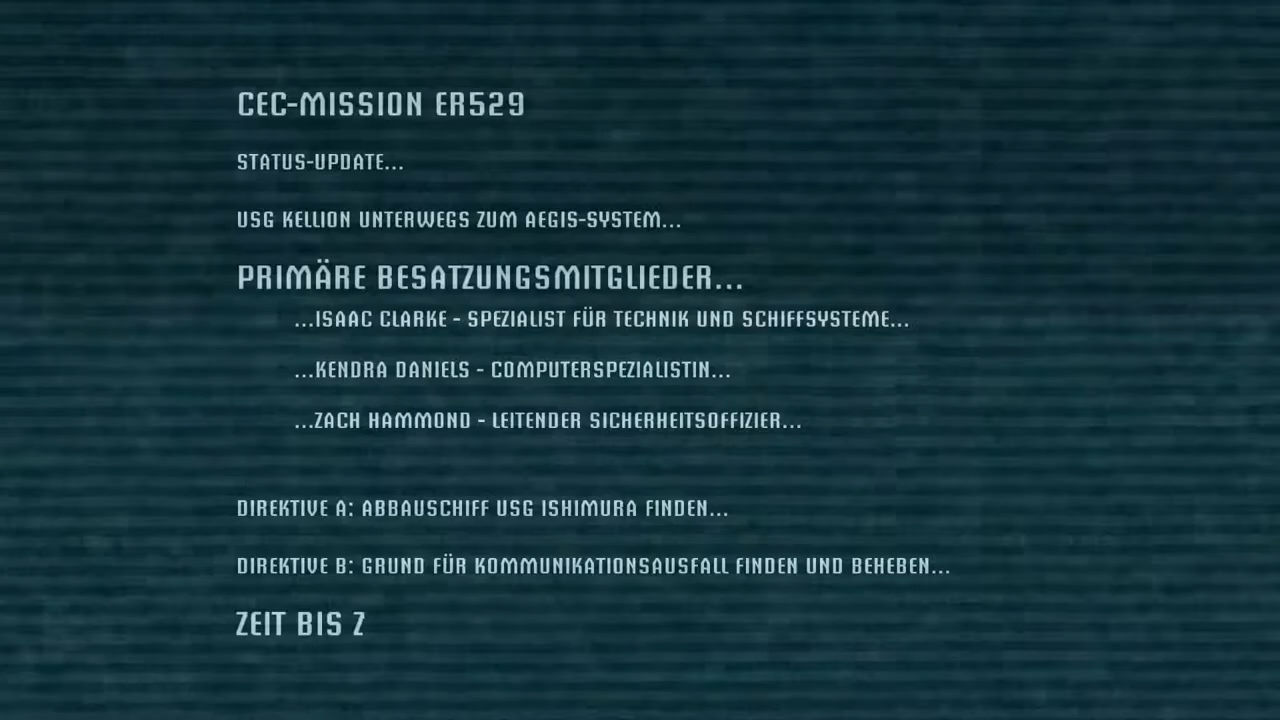 CEC-MISSION ER529
STATUS-UPDATE...
USG KELLION UNTERWEGS ZUM AEGIS-SYSTEM...
PRIMÄRE BESATZUNGSMITGLIEDER...
...ISAAC CLARKE - SPEZIALIST FÜR TECHNIK UND SCHIFFSYSTEME...
...KENDRA DANIELS - COMPUTERSPEZIALISTIN...
...ZACH HAMMOND - LEITENDER SICHERHEITSOFFIZIER...
DIREKTIVE A: ABBAUSCHIFF USG ISHIMURA FINDEN...
DIREKTIVE B: GRUND FÜR KOMMUNIKATIONSAUSFALL FINDEN UND BEHEBEN...
ZEIT BIS Z